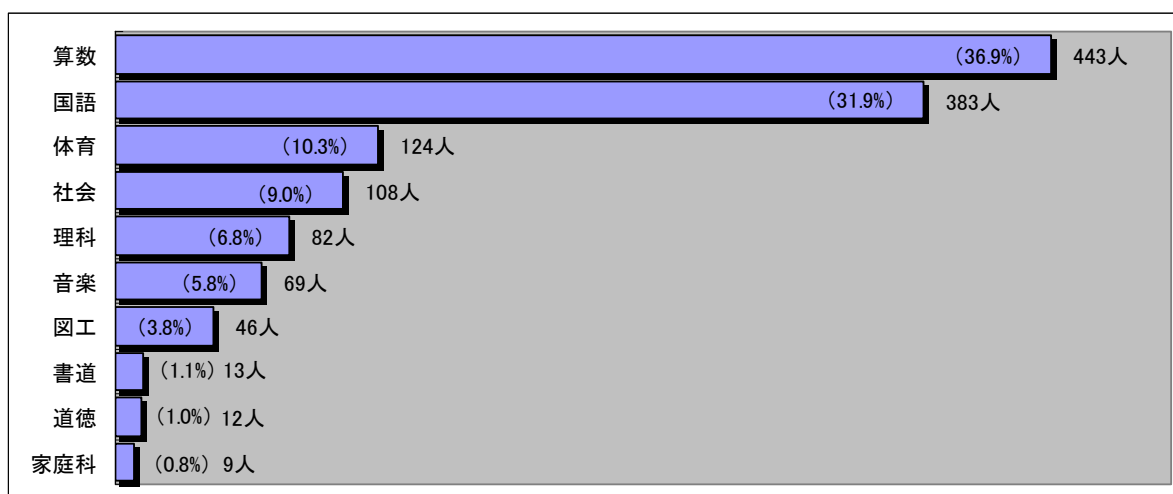 算数 (36.9%) 443人
国語 (31.9%) 383人
体育 (10.3%) 124人
社会 (9.0%) 108人
理科 (6.8%) 82人
音楽 (5.8%) 69人
図工 (3.8%) 46人
書道 (1.1%) 13人
道徳 (1.0%) 12人
家庭科 (0.8%) 9人